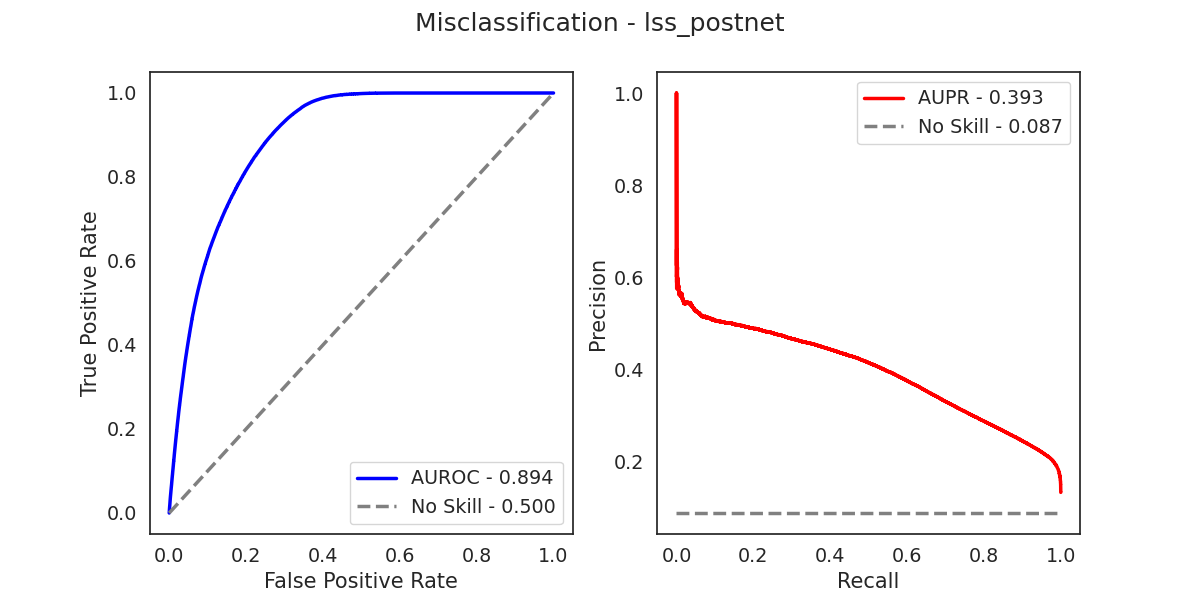 Misclassification - lss_postnet
True Positive Rate
1.0
0.8
0.6
0.4
0.2
0.0
AUROC - 0.894
No Skill - 0.500
0.0 0.2 0.4 0.6 0.8 1.0
False Positive Rate
Precision
1.0
0.8
0.6
0.4
0.2
AUPR - 0.393
No Skill - 0.087
0.0 0.2 0.4 0.6 0.8 1.0
Recall